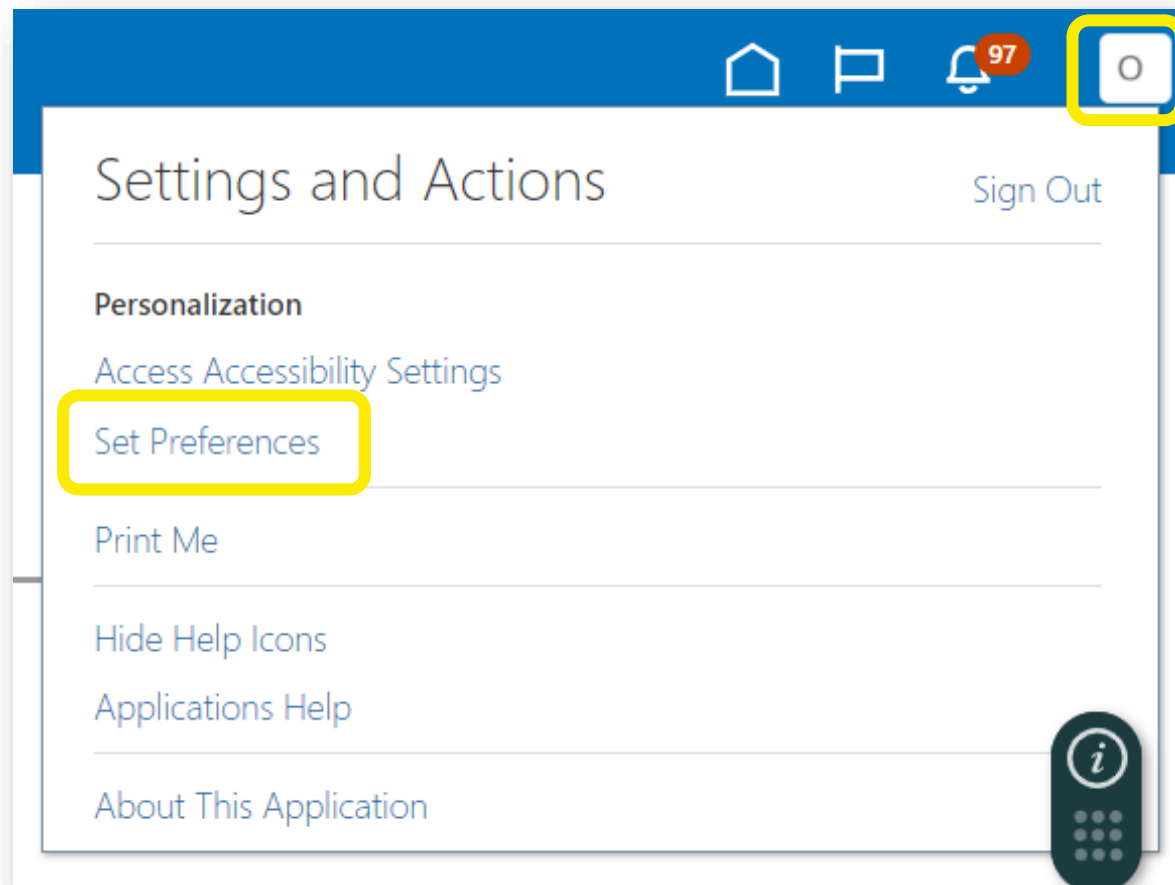 97
O
Settings and Actions
Sign Out
Personalization
Access Accessibility Settings
Set Preferences
Print Me
Hide Help Icons
Applications Help
About This Application
i